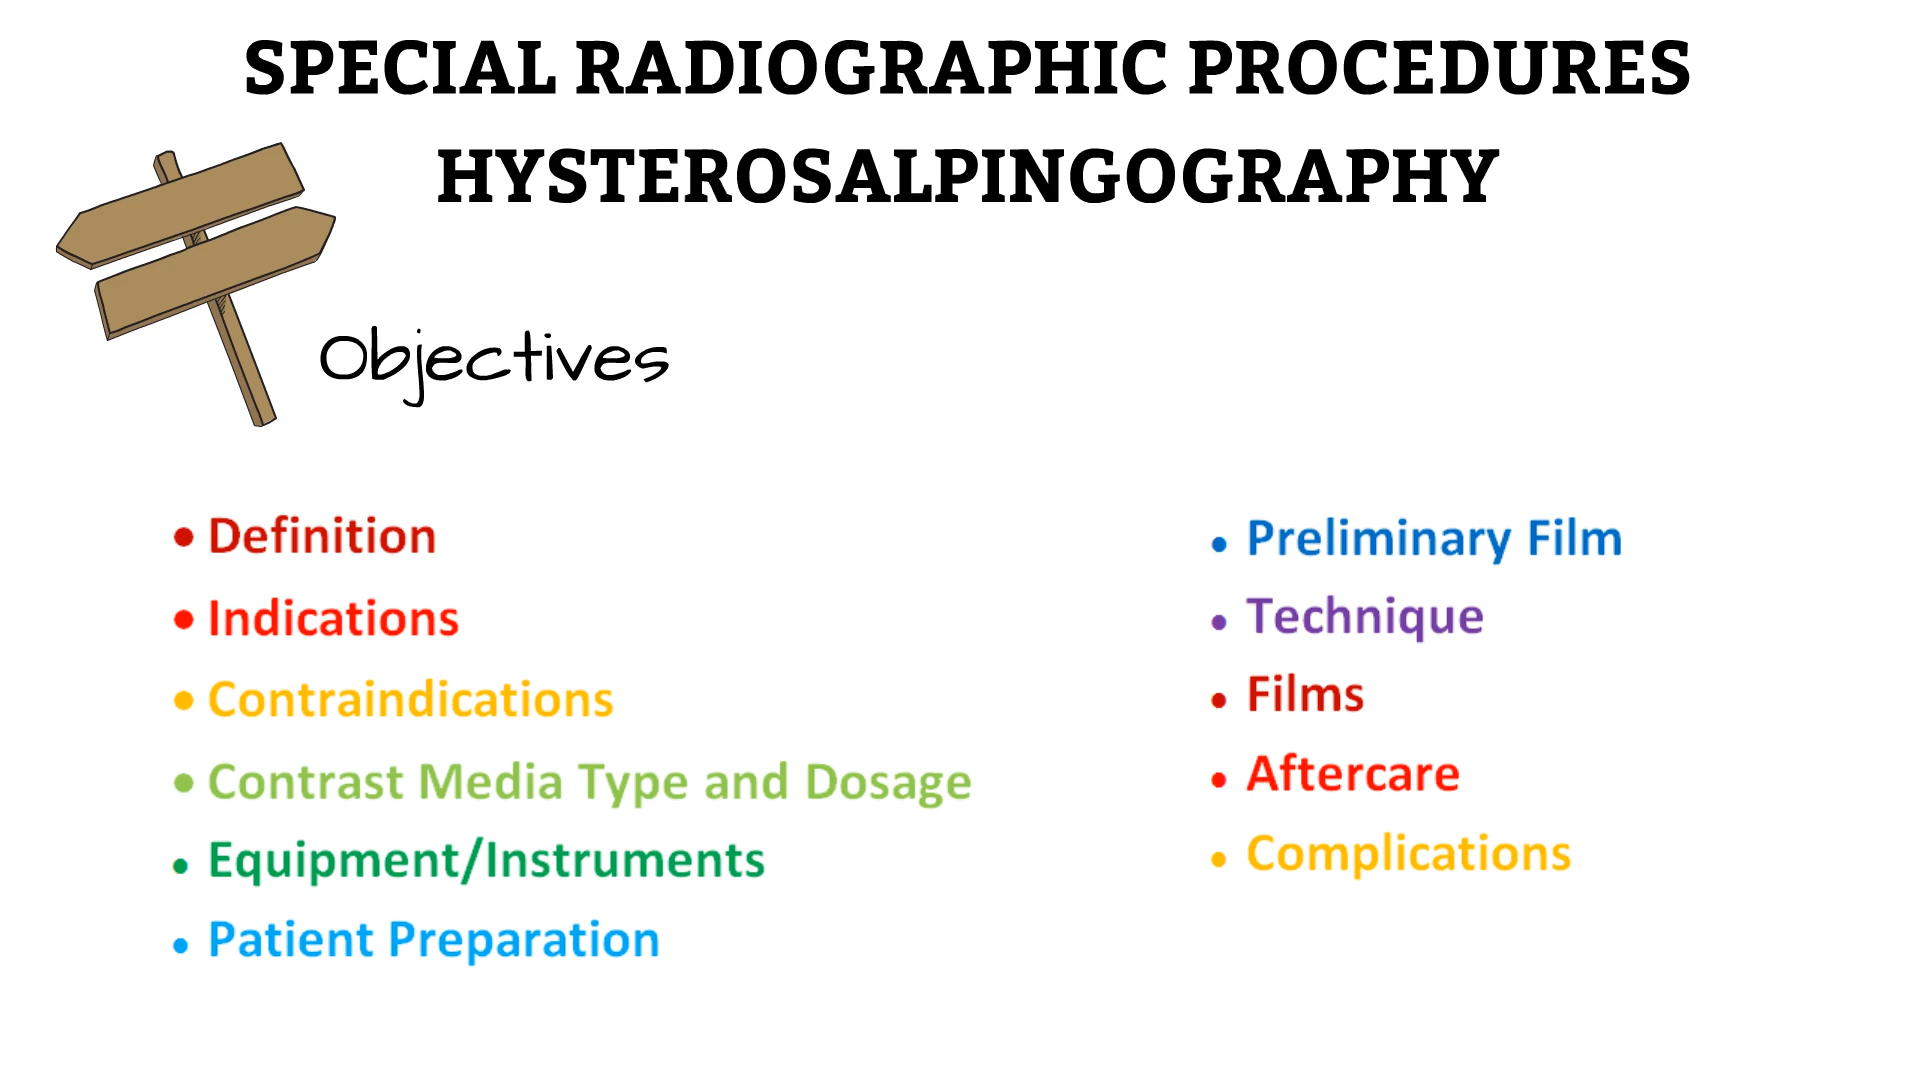 SPECIAL RADIOGRAPHIC PROCEDURES
HYSTEROSALPINGOGRAPHY
Objectives
• Definition
• Indications
• Contraindications
• Contrast Media Type and Dosage
• Equipment/Instruments
• Patient Preparation
• Preliminary Film
• Technique
• Films
• Aftercare
• Complications